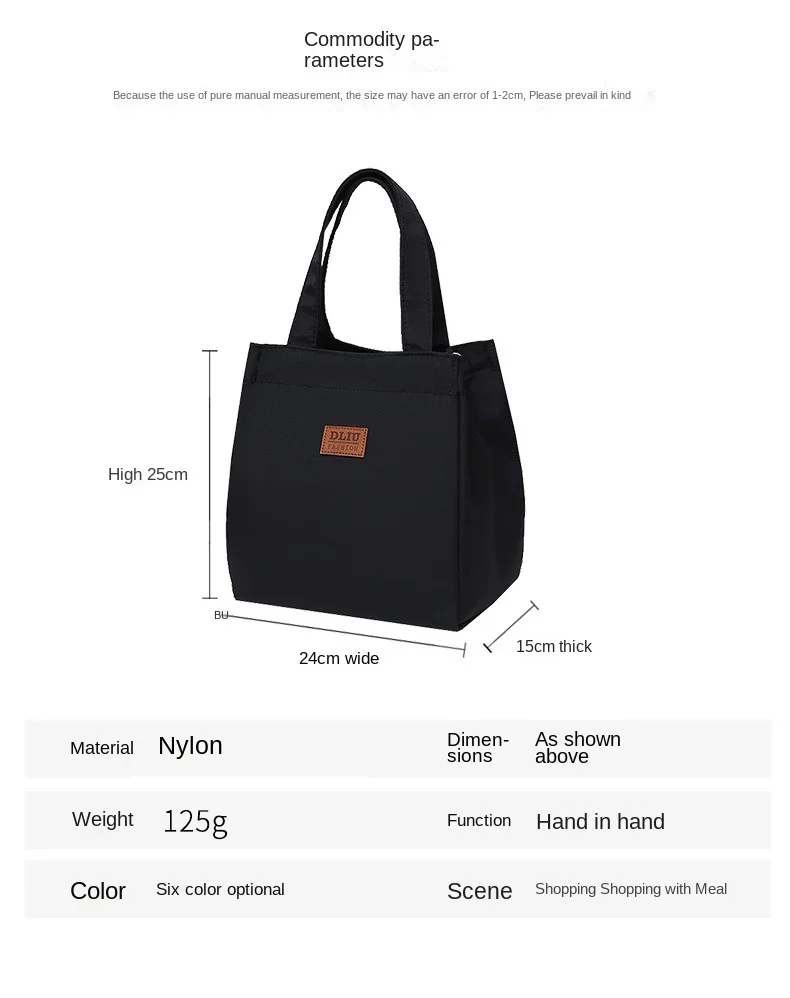 Commodity pa-
rameters
Because the use of pure manual measurement, the size may have an error of 1-2cm, Please prevail in kind
DLIU
FASHION
High 25cm
BU
24cm wide
15cm thick
Material Nylon
Dimen-
sions
As shown
above
Weight 125g
Function Hand in hand
Color Six color optional
Scene Shopping Shopping with Meal